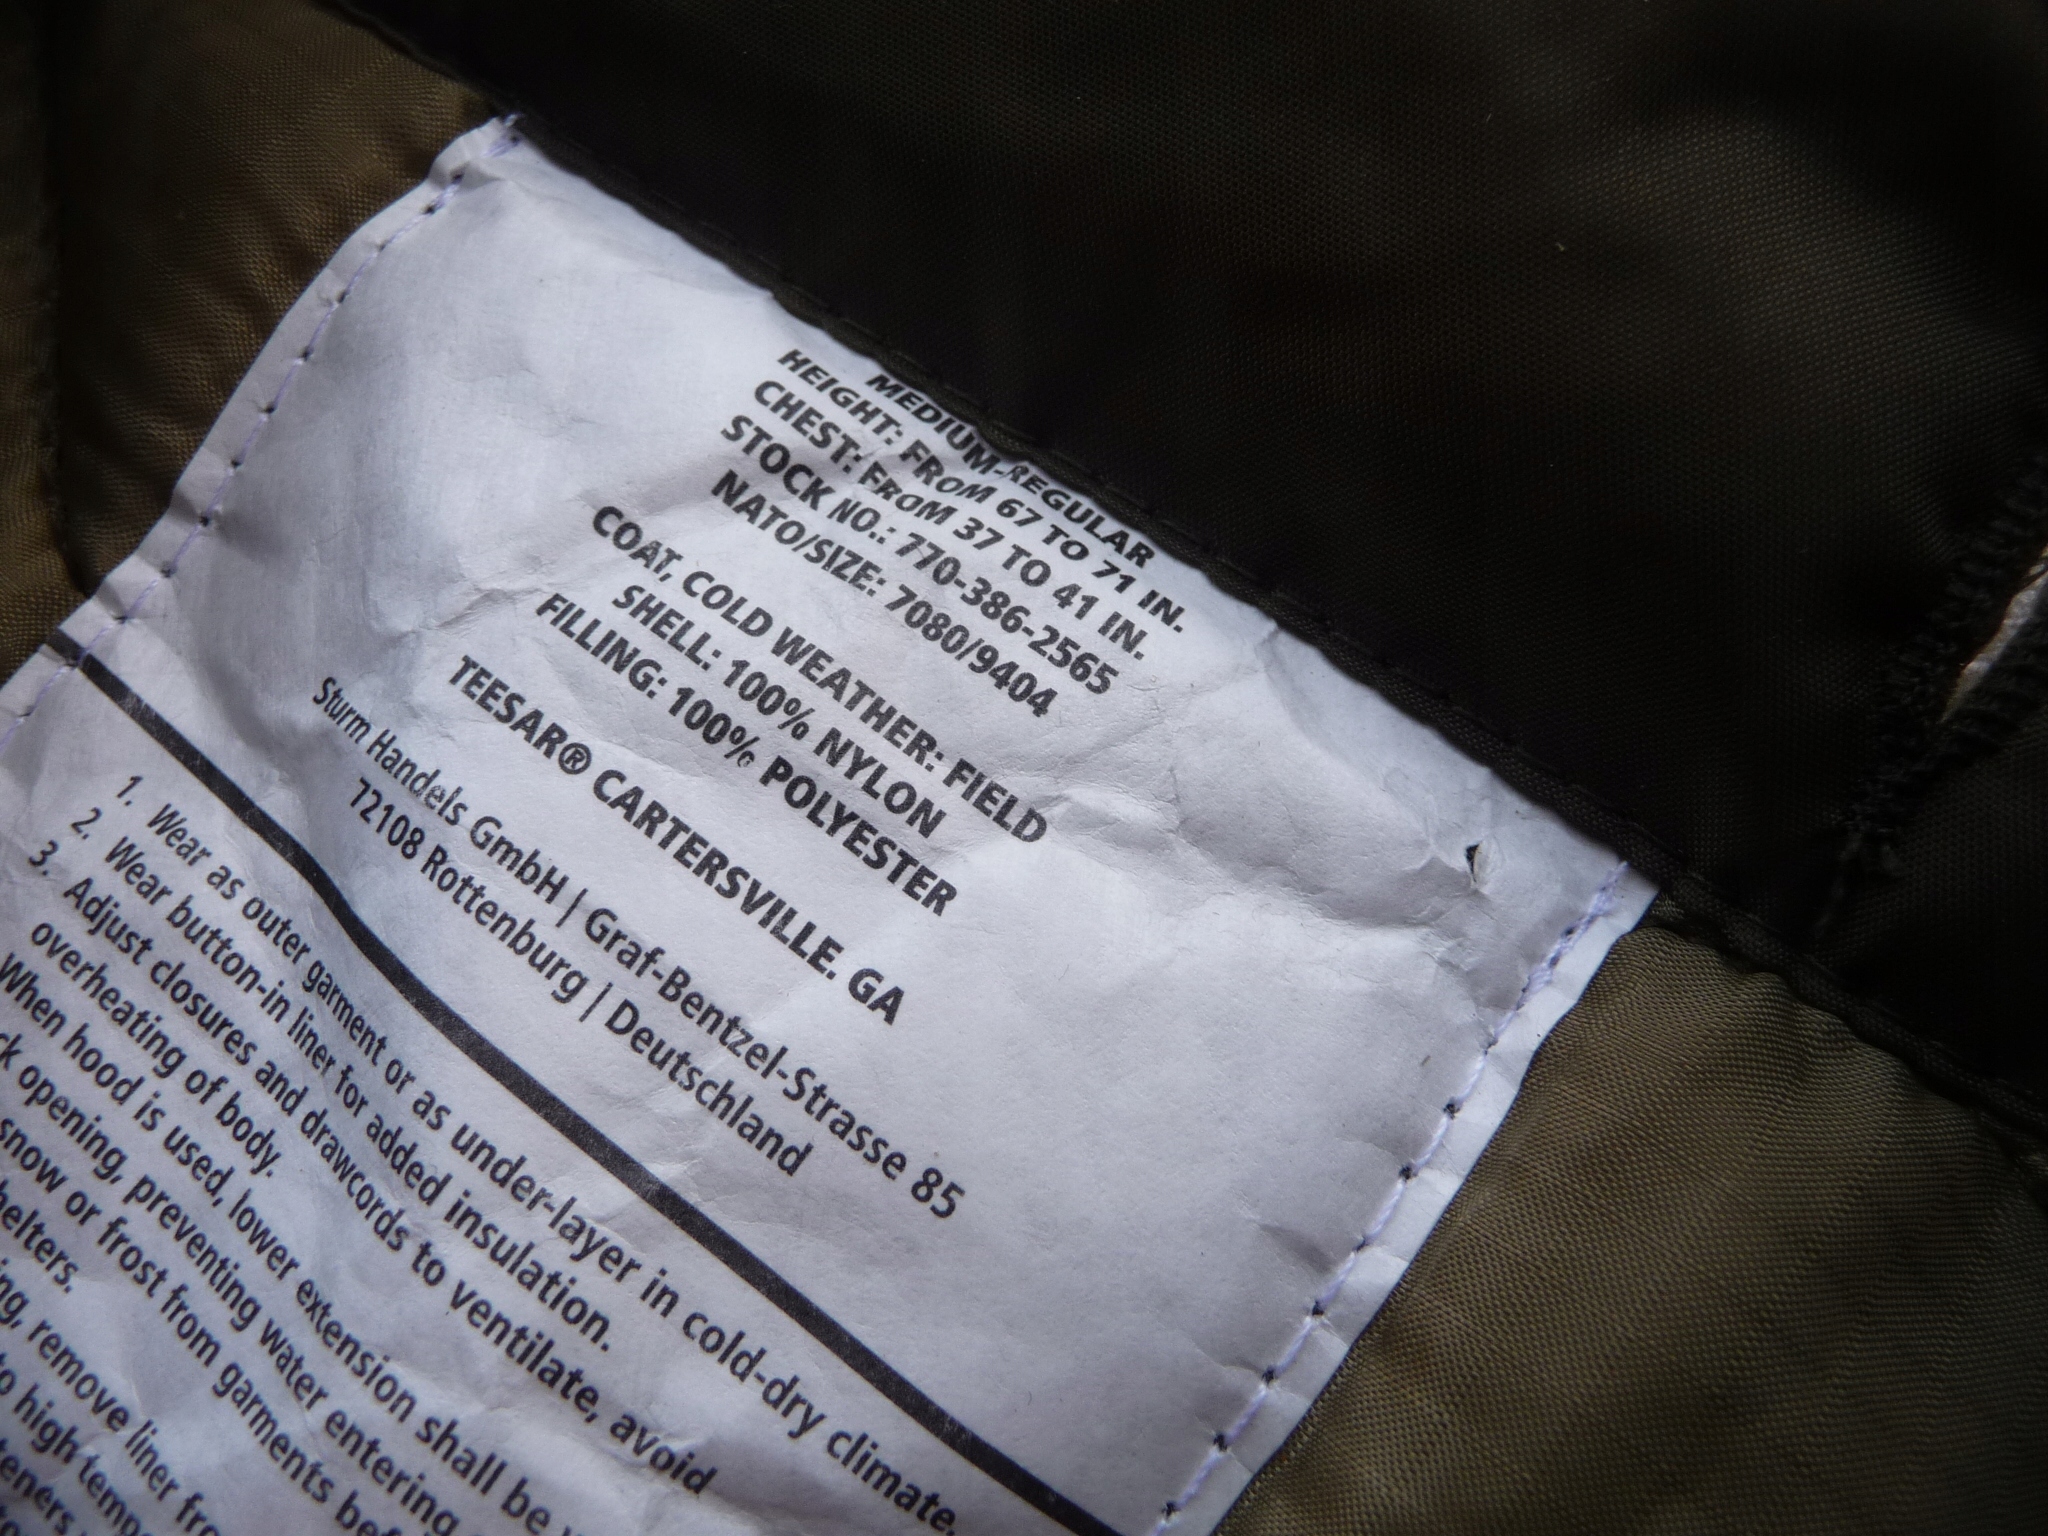 MEDIUM-REGULAR
HEIGHT: FROM 67 TO 71 IN.
CHEST: FROM 37 TO 41 IN.
STOCK NO.: 770-386-2565
NATO/SIZE: 7080/9404
COAT, COLD WEATHER: FIELD
SHELL: 100% NYLON
FILLING: 100% POLYESTER
TEESAR® CARTERSVILLE. GA
Sturm Handels GmbH | Graf-Bentzel-Strasse 85
72108 Rottenburg | Deutschland
1. Wear as outer garment or as under-layer in cold-dry climate.
2. Wear button-in liner for added insulation.
3. Adjust closures and drawcords to ventilate, avoid
overheating of body.
When hood is used, lower extension shall be
opening, preventing water entering
snow or frost from garments
remove liner
to high